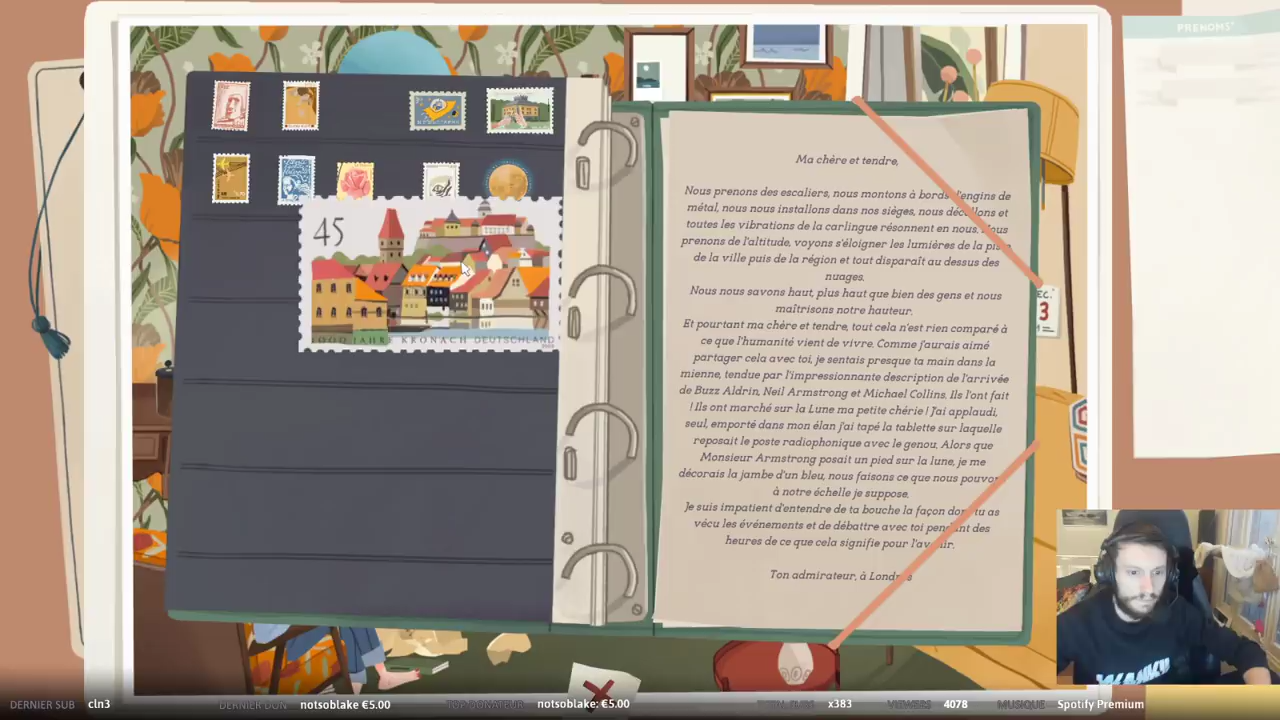 PRENOMS
45
1000 JAHRE KRONACH DEUTSCHLAND
Ma chère et tendre,
Nous prenons des escaliers, nous montons à bords d'engins de
métal, nous nous installons dans nos sièges, nous décollons et
toutes les vibrations de la carlingue résonnent en nous. Nous
prenons de l'altitude, voyons s'éloigner les lumières de la piste
de la ville puis de la région et tout disparaît au dessus des
nuages.
Nous nous savons haut, plus haut que bien des gens et nous
maîtrisons notre hauteur.
Et pourtant ma chère et tendre, tout cela n'est rien comparé à
ce que l'humanité vient de vivre. Comme j'aurais aimé
partager cela avec toi, je sentais presque ta main dans la
mienne, tendue par l'impressionnante description de l'arrivée
de Buzz Aldrin, Neil Armstrong et Michael Collins. Ils l'ont fait
! Ils ont marché sur la Lune ma petite chérie ! J'ai applaudi,
seul, emporté dans mon élan j'ai tapé la tablette sur laquelle
reposait le poste radiophonique avec le genou. Alors que
Monsieur Armstrong posait un pied sur la lune, je me
décorais la jambe d'un bleu, nous faisons ce que nous pouvons
à notre échelle je suppose.
Je suis impatient d'entendre de ta bouche la façon dont tu as
vécu les événements et de débattre avec toi pendant des
heures de ce que cela signifie pour l'avenir.
Ton admirateur, à Londres
3
DERNIER SUB cln3 DERNIER DON notsoblake €5.00 notsoblake: €5.00 x383 VIEWERS 4078 MUSIQUE Spotify Premium